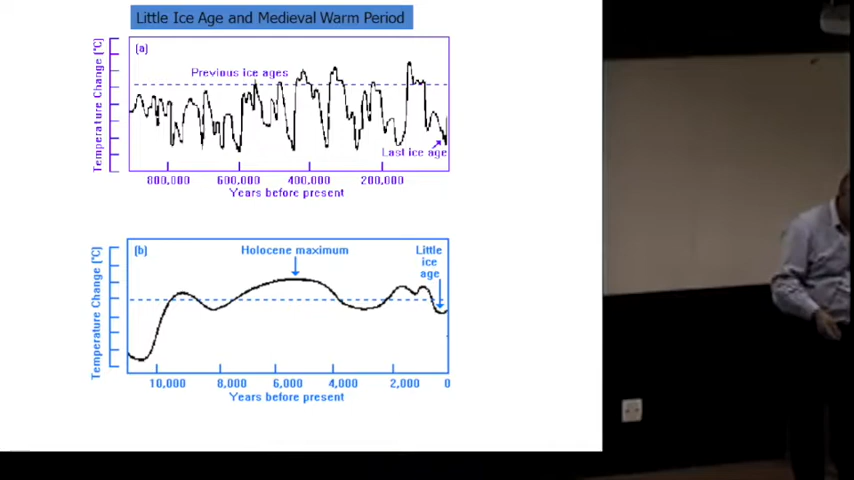 Little Ice Age and Medieval Warm Period
(a)
Previous ice ages
Last ice age
Temperature Change (°C)
800,000 600,000 400,000 200,000
Years before present
(b)
Holocene maximum
Little
ice
age
Temperature Change (°C)
10,000 8,000 6,000 4,000 2,000 0
Years before present